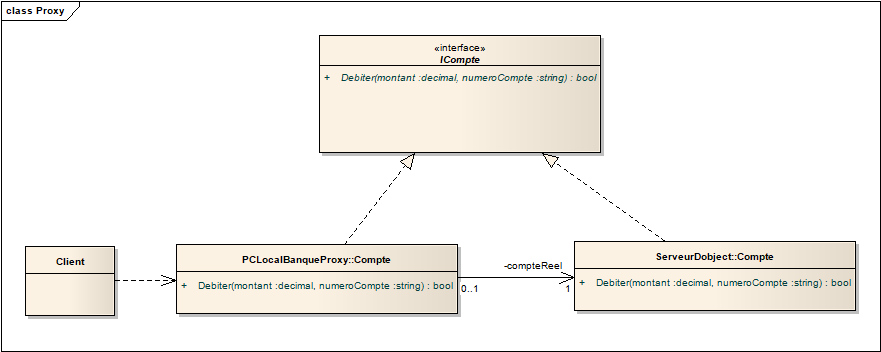 class Proxy
«interface»
ICompte
+ Debiter(montant :decimal, numeroCompte :string) : bool
Client
PCLocalBanqueProxy::Compte
+ Debiter(montant :decimal, numeroCompte :string) : bool
-compteReel
0..1
1
ServeurDobject::Compte
+ Debiter(montant :decimal, numeroCompte :string) : bool